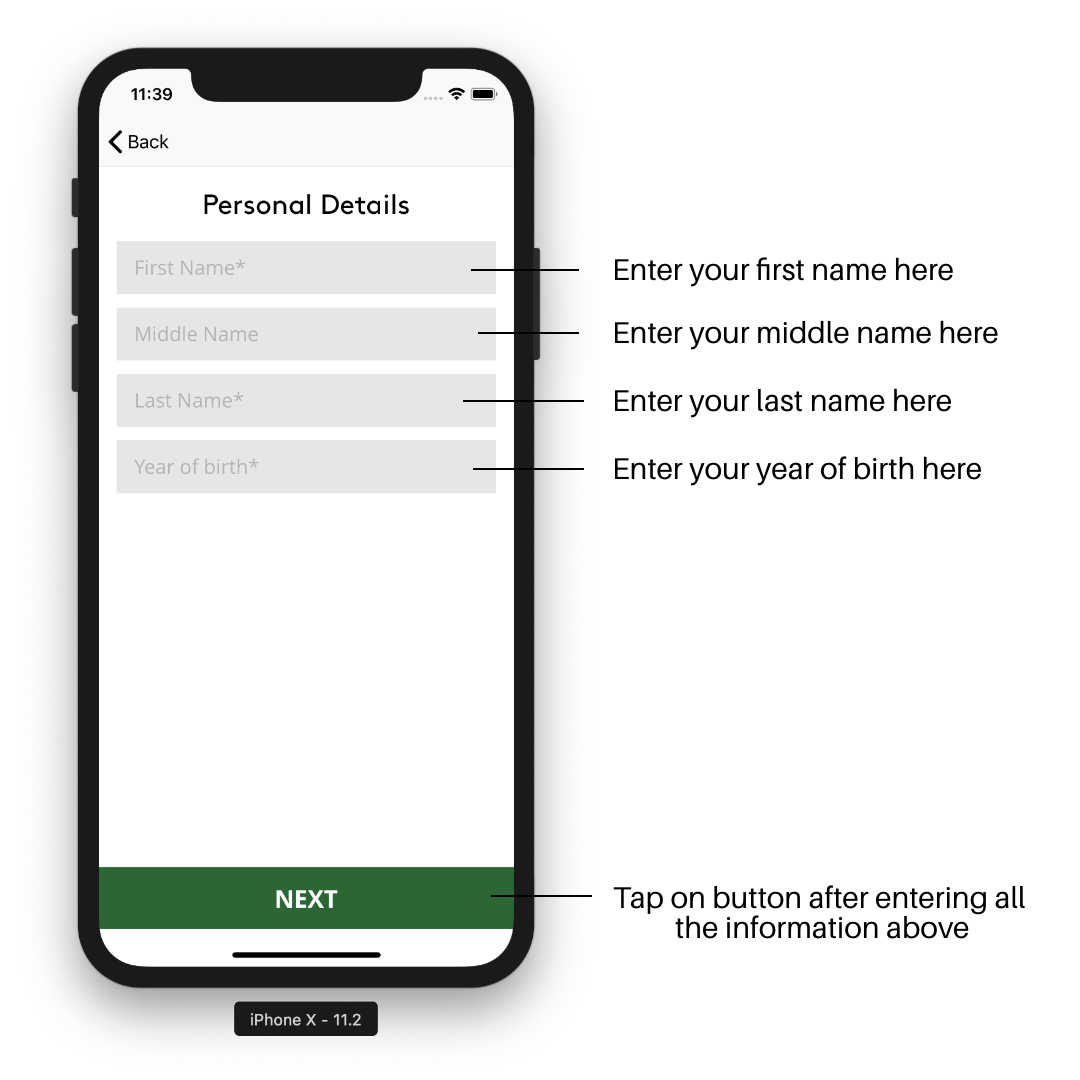 11:39
Back
Personal Details
First Name*
Enter your first name here
Middle Name
Enter your middle name here
Last Name*
Enter your last name here
Year of birth*
Enter your year of birth here
NEXT
Tap on button after entering all
the information above
iPhone X - 11.2